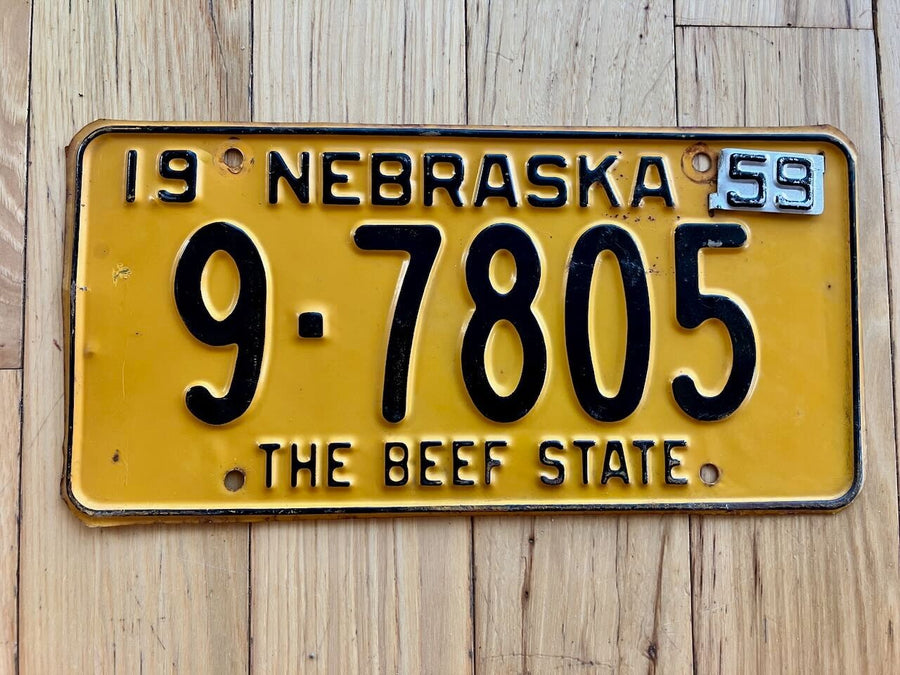 19 NEBRASKA 59
9·7805
THE BEEF STATE